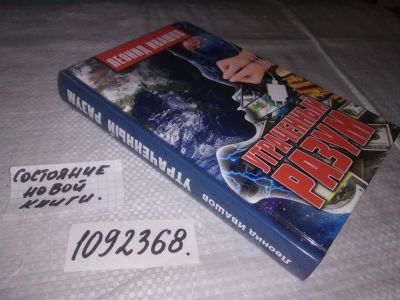 ЛЕОНИД ИВАШОВ
УТРАЧЕННЫЙ
РАЗУМ
Леонид ИВАШОВ УТРАЧЕННЫЙ РАЗУМ
СОСТОЯНИЕ
НОВОЙ
КНИГИ.
1092368.